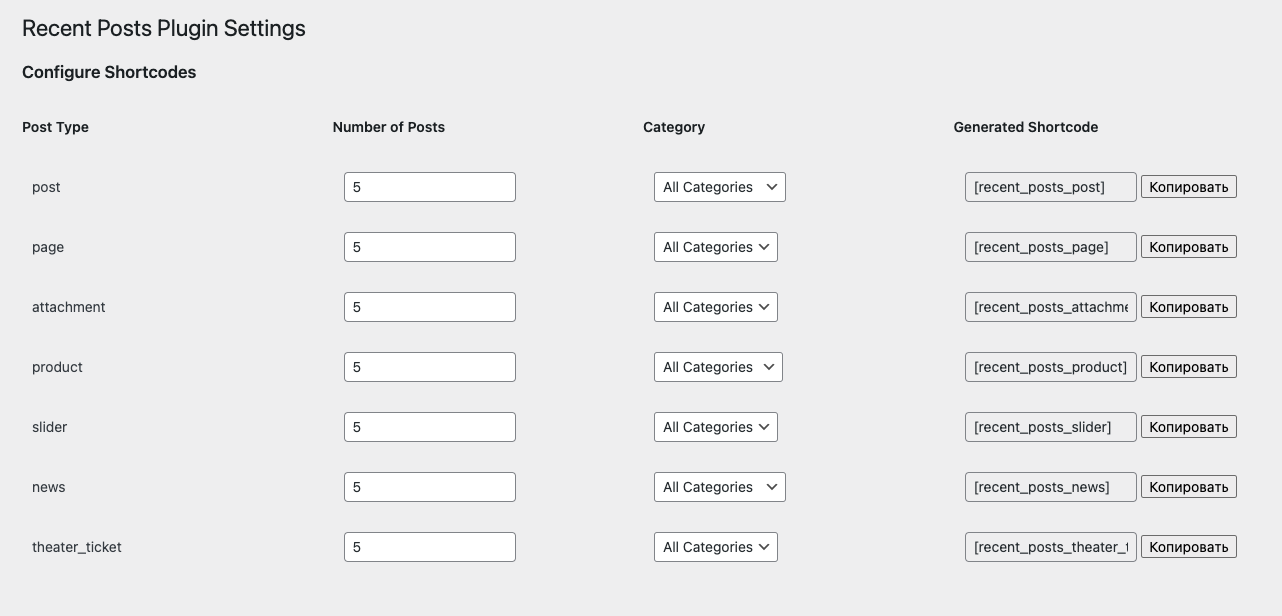 Recent Posts Plugin Settings
Configure Shortcodes
Post Type Number of Posts Category Generated Shortcode
post 5 All Categories [recent_posts_post] Копировать
page 5 All Categories [recent_posts_page] Копировать
attachment 5 All Categories [recent_posts_attachme Копировать
product 5 All Categories [recent_posts_product] Копировать
slider 5 All Categories [recent_posts_slider] Копировать
news 5 All Categories [recent_posts_news] Копировать
theater_ticket 5 All Categories [recent_posts_theater_t Копировать